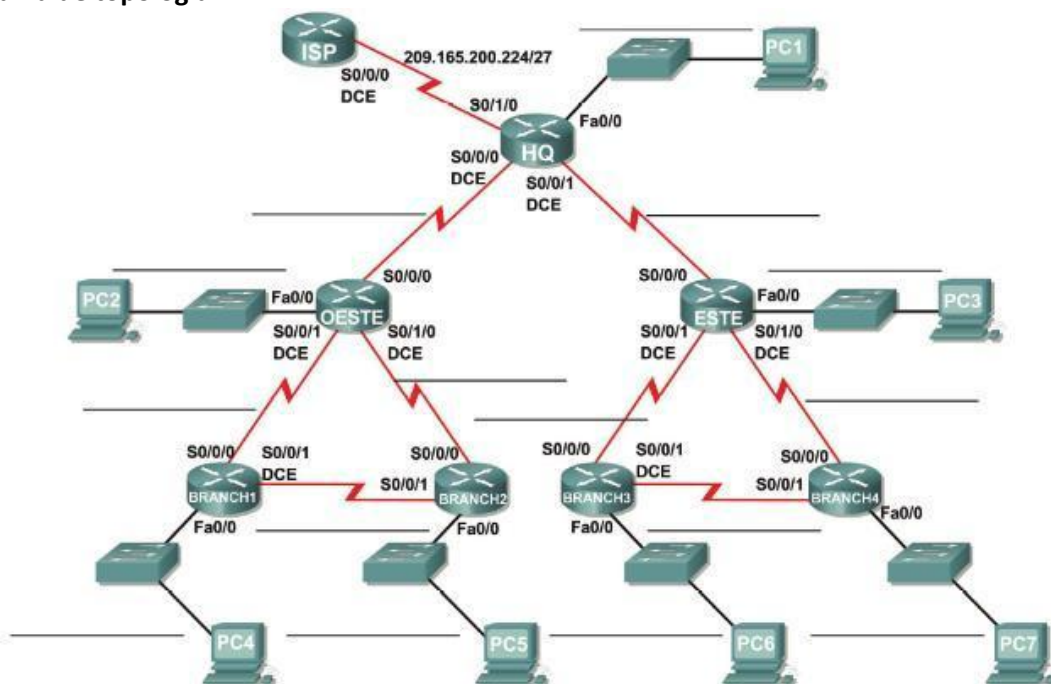 ISP
209.165.200.224/27
PC1
S0/0/0
DCE
S0/1/0
Fa0/0
HQ
S0/0/0
DCE
S0/0/1
DCE
S0/0/0
S0/0/0
PC2
Fa0/0
OESTE
S0/0/1
DCE
S0/1/0
DCE
Fa0/0
PC3
ESTE
S0/0/1
DCE
S0/1/0
DCE
S0/0/0
S0/0/1
DCE
S0/0/0
S0/0/1
BRANCH1
BRANCH2
Fa0/0
Fa0/0
S0/0/0
S0/0/1
DCE
S0/0/0
S0/0/1
BRANCH3
BRANCH4
Fa0/0
Fa0/0
PC4
PC5
PC6
PC7